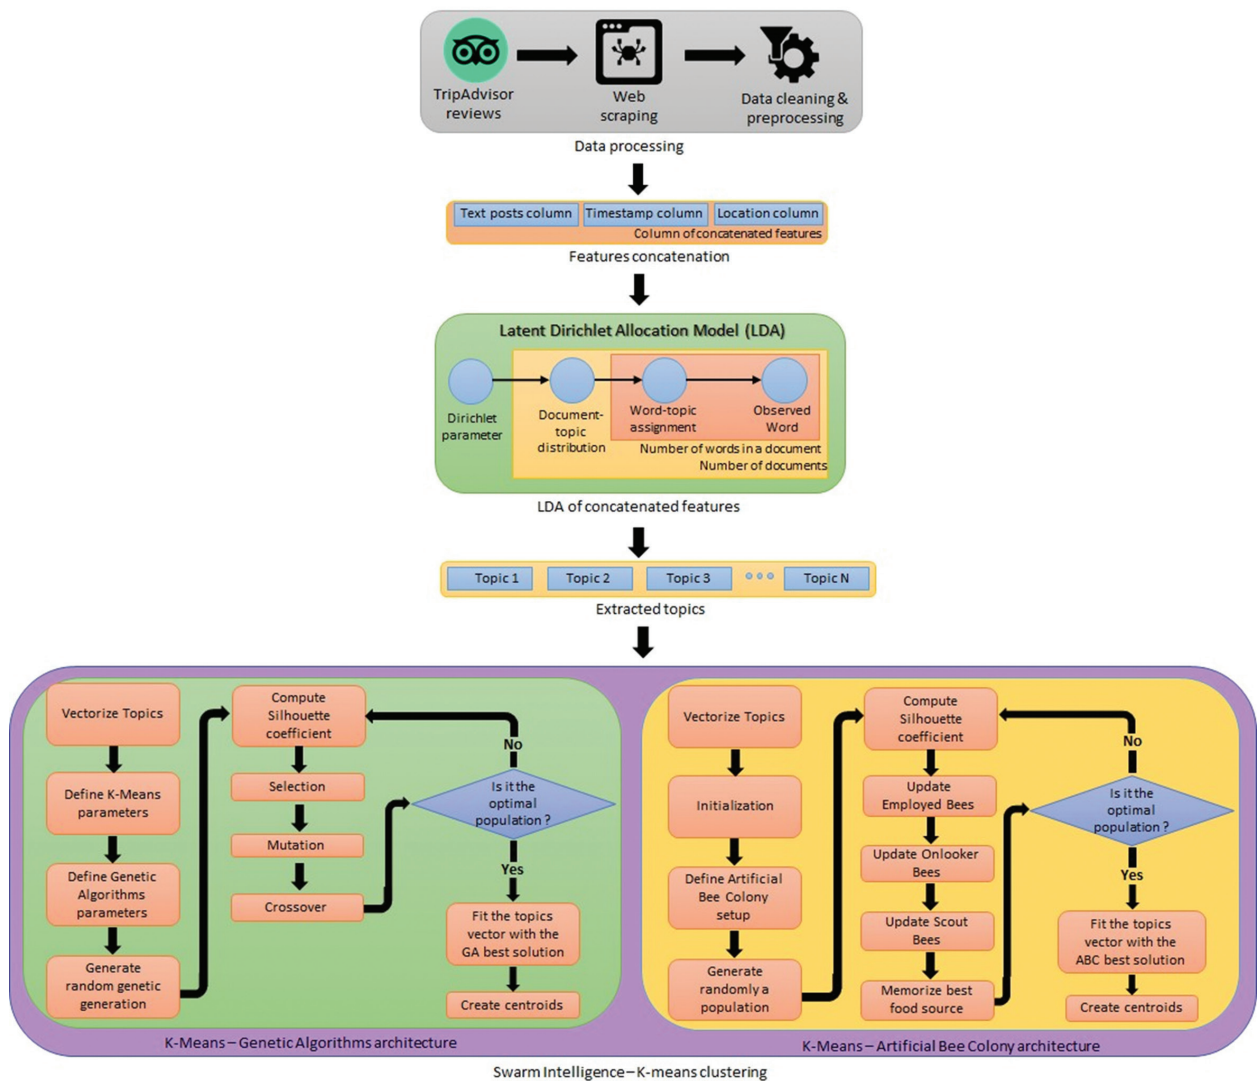 TripAdvisor
reviews
Web
scraping
Data cleaning &
preprocessing
Data processing
Text posts column
Timestamp column
Location column
Column of concatenated features
Features concatenation
Latent Dirichlet Allocation Model (LDA)
Dirichlet
parameter
Document-
topic
distribution
Word-topic
assignment
Observed
Word
Number of words in a document
Number of documents
LDA of concatenated features
Topic 1
Topic 2
Topic 3
Topic N
Extracted topics
Vectorize Topics
Define K-Means
parameters
Define Genetic
Algorithms
parameters
Generate
random genetic
generation
Compute
Silhouette
coefficient
Selection
Mutation
Crossover
No
Is it the
optimal
population ?
Yes
Fit the topics
vector with the
GA best solution
Create centroids
K-Means – Genetic Algorithms architecture
Vectorize Topics
Initialization
Define Artificial
Bee Colony
setup
Generate
randomly a
population
Compute
Silhouette
coefficient
Update
Employed Bees
Update Onlooker
Bees
Update Scout
Bees
Memorize best
food source
No
Is it the
optimal
population ?
Yes
Fit the topics
vector with the
ABC best solution
Create centroids
K-Means – Artificial Bee Colony architecture
Swarm Intelligence – K-means clustering